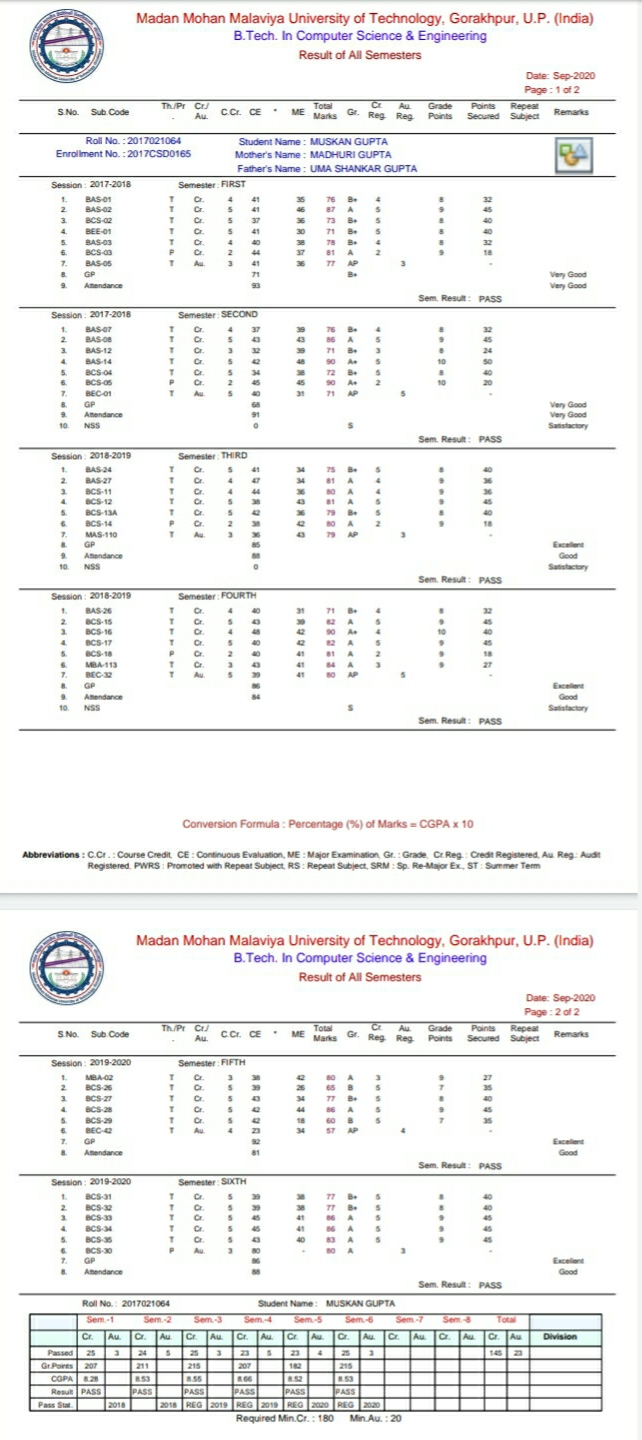 Madan Mohan Malaviya University of Technology, Gorakhpur, U.P. (India)
B.Tech. In Computer Science & Engineering
Result of All Semesters
Date: Sep-2020
Page : 1 of 2
S.No. Sub.Code Th./Pr. Cr./Au. C.Cr. CE * ME Total Marks Gr. Cr. Reg. Au. Reg. Grade Points Points Secured Repeat Subject Remarks
Roll No. : 2017021064 Student Name : MUSKAN GUPTA
Enrollment No. : 2017CSD0165 Mother's Name : MADHURI GUPTA
Father's Name : UMA SHANKAR GUPTA
Session : 2017-2018 Semester : FIRST
1. BAS-01 T Cr. 4 41 35 76 B+ 4 8 32
2. BAS-02 T Cr. 5 41 46 87 A 5 9 45
3. BCS-02 T Cr. 5 37 36 73 B+ 5 8 40
4. BEE-01 T Cr. 5 41 30 71 B+ 5 8 40
5. BAS-03 T Cr. 4 40 38 78 B+ 4 8 32
6. BCS-03 P Cr. 2 44 37 81 A 2 9 18
7. BAS-05 T Au. 3 41 36 77 AP 3 -
8. GP 71 B+ Very Good
9. Attendance 93 Very Good
Sem. Result : PASS
Session : 2017-2018 Semester : SECOND
1. BAS-07 T Cr. 4 37 39 76 B+ 4 8 32
2. BAS-08 T Cr. 5 43 43 86 A 5 9 45
3. BAS-12 T Cr. 3 32 39 71 B+ 3 8 24
4. BAS-14 T Cr. 5 42 48 90 A+ 5 10 50
5. BCS-04 T Cr. 5 34 38 72 B+ 5 8 40
6. BCS-05 P Cr. 2 45 45 90 A+ 2 10 20
7. BEC-01 T Au. 5 40 31 71 AP 5 -
8. GP 68 Very Good
9. Attendance 91 Very Good
10. NSS 0 S Satisfactory
Sem. Result : PASS
Session : 2018-2019 Semester : THIRD
1. BAS-24 T Cr. 5 41 34 75 B+ 5 8 40
2. BAS-27 T Cr. 4 47 34 81 A 4 9 36
3. BCS-11 T Cr. 4 44 36 80 A 4 9 36
4. BCS-12 T Cr. 5 38 43 81 A 5 9 45
5. BCS-13A T Cr. 5 42 36 79 B+ 5 8 40
6. BCS-14 P Cr. 2 38 42 80 A 2 9 18
7. MAS-110 T Au. 3 36 43 79 AP 3 -
8. GP 85 Excellent
9. Attendance 88 Good
10. NSS 0 Satisfactory
Sem. Result : PASS
Session : 2018-2019 Semester : FOURTH
1. BAS-26 T Cr. 4 40 31 71 B+ 4 8 32
2. BCS-15 T Cr. 5 43 39 82 A 5 9 45
3. BCS-16 T Cr. 4 48 42 90 A+ 4 10 40
4. BCS-17 T Cr. 5 40 42 82 A 5 9 45
5. BCS-18 P Cr. 2 40 41 81 A 2 9 18
6. MBA-113 T Cr. 3 43 41 84 A 3 9 27
7. BEC-32 T Au. 5 39 41 80 AP 5 -
8. GP 86 Excellent
9. Attendance 84 Good
10. NSS S Satisfactory
Sem. Result : PASS
Conversion Formula : Percentage (%) of Marks = CGPA x 10
Abbreviations : C.Cr . : Course Credit, CE : Continuous Evaluation, ME : Major Examination, Gr. : Grade, Cr.Reg. : Credit Registered, Au. Reg.: Audit
Registered, PWRS : Promoted with Repeat Subject, RS : Repeat Subject, SRM : Sp. Re-Major Ex., ST : Summer Term
Madan Mohan Malaviya University of Technology, Gorakhpur, U.P. (India)
B.Tech. In Computer Science & Engineering
Result of All Semesters
Date: Sep-2020
Page : 2 of 2
S.No. Sub.Code Th./Pr. Cr./Au. C.Cr. CE * ME Total Marks Gr. Cr. Reg. Au. Reg. Grade Points Points Secured Repeat Subject Remarks
Session : 2019-2020 Semester : FIFTH
1. MBA-02 T Cr. 3 38 42 80 A 3 9 27
2. BCS-26 T Cr. 5 39 26 65 B 5 7 35
3. BCS-27 T Cr. 5 43 34 77 B+ 5 8 40
4. BCS-28 T Cr. 5 42 44 86 A 5 9 45
5. BCS-29 T Cr. 5 42 18 60 B 5 7 35
6. BEC-42 T Au. 4 23 34 57 AP 4 -
7. GP 92 Excellent
8. Attendance 81 Good
Sem. Result : PASS
Session : 2019-2020 Semester : SIXTH
1. BCS-31 T Cr. 5 39 38 77 B+ 5 8 40
2. BCS-32 T Cr. 5 39 38 77 B+ 5 8 40
3. BCS-33 T Cr. 5 45 41 86 A 5 9 45
4. BCS-34 T Cr. 5 45 41 86 A 5 9 45
5. BCS-35 T Cr. 5 43 40 83 A 5 9 45
6. BCS-30 P Au. 3 80 - 80 A 3 -
7. GP 86 Excellent
8. Attendance 88 Good
Sem. Result : PASS
Roll No. : 2017021064 Student Name : MUSKAN GUPTA
Sem.-1 Sem.-2 Sem.-3 Sem.-4 Sem.-5 Sem.-6 Sem.-7 Sem.-8 Total
Cr. Au. Cr. Au. Cr. Au. Cr. Au. Cr. Au. Cr. Au. Cr. Au. Cr. Au. Cr. Au. Division
Passed 25 3 24 5 25 3 23 5 23 4 25 3 145 23
Gr.Points 207 211 215 207 182 215
CGPA 8.28 8.53 8.55 8.66 8.52 8.53
Result PASS PASS PASS PASS PASS PASS
Pass Stat. 2018 2018 REG 2019 REG 2019 REG 2020 REG 2020
Required Min.Cr. : 180 Min.Au. : 20